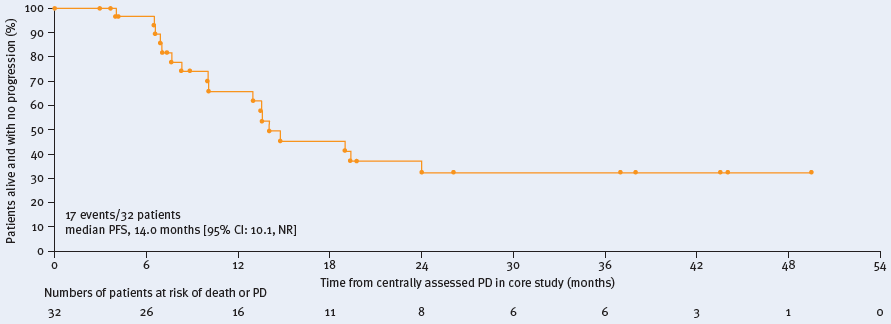 Patients alive and with no progression (%)
100
90
80
70
60
50
40
30
20
10
0
17 events/32 patients
median PFS, 14.0 months [95% CI: 10.1, NR]
0 6 12 18 24 30 36 42 48 54
Time from centrally assessed PD in core study (months)
Numbers of patients at risk of death or PD
32 26 16 11 8 6 6 3 1 0